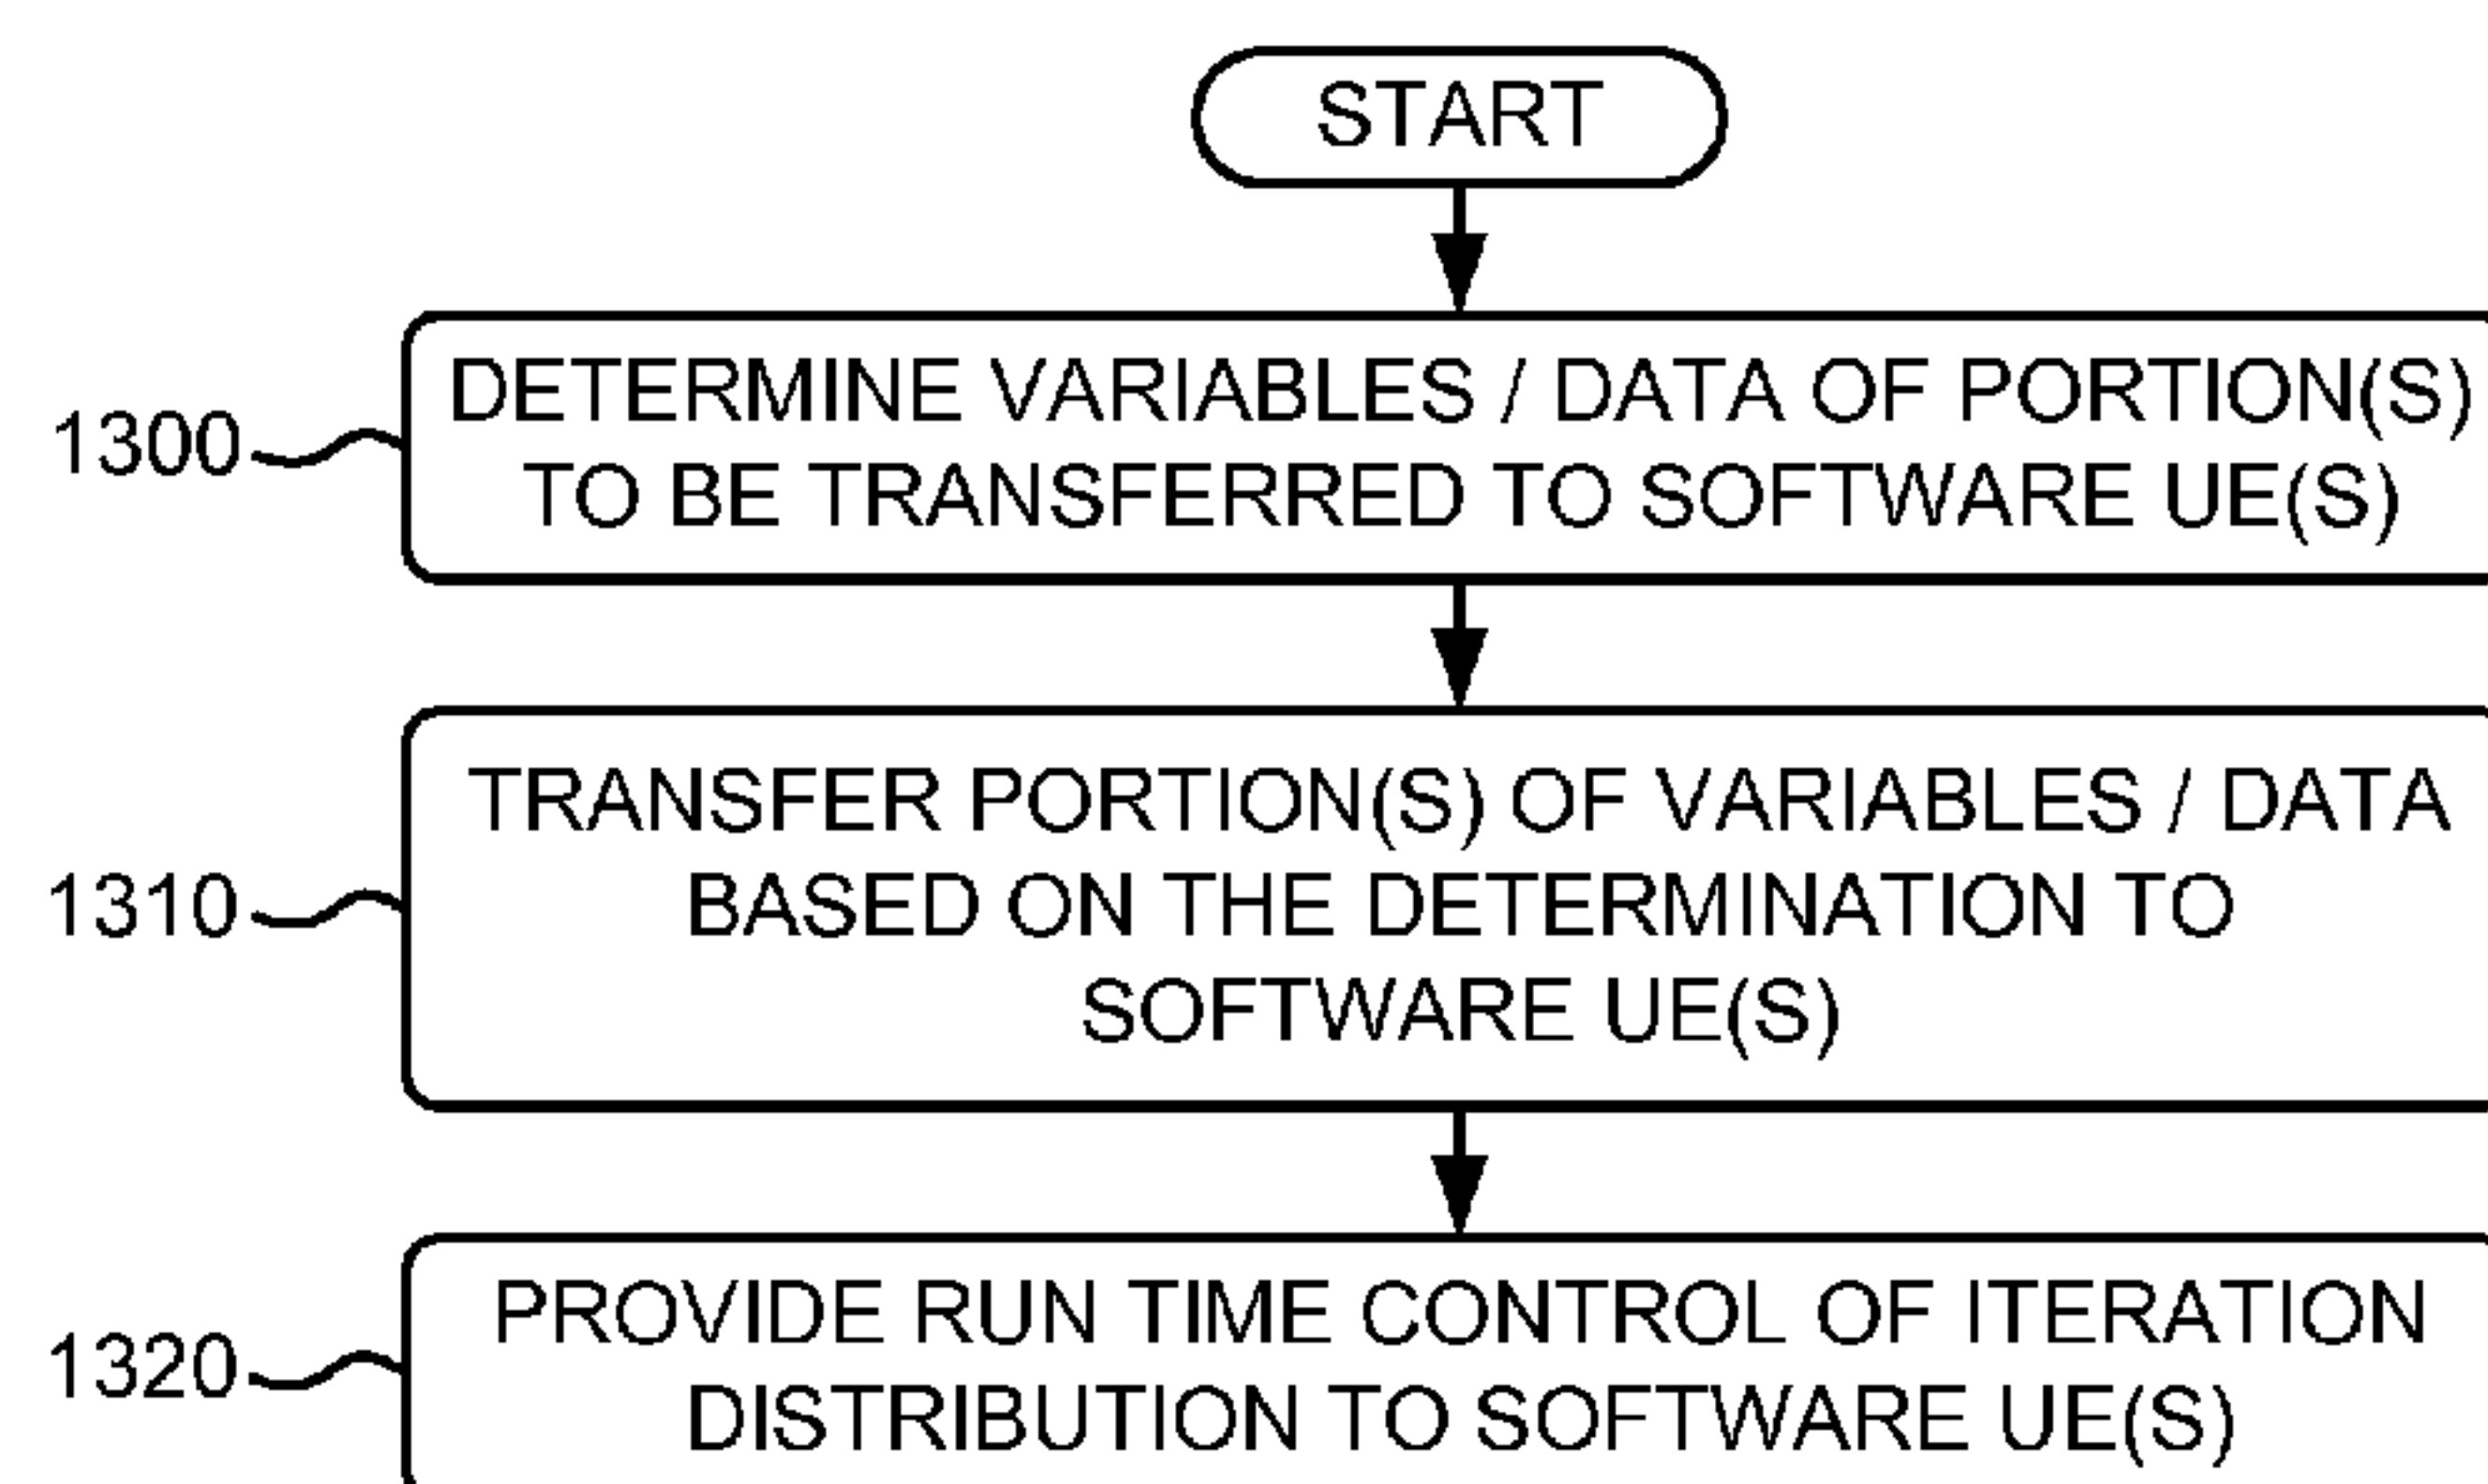 START
DETERMINE VARIABLES / DATA OF PORTION(S)
TO BE TRANSFERRED TO SOFTWARE UE(S)
1300
TRANSFER PORTION(S) OF VARIABLES / DATA
BASED ON THE DETERMINATION TO
SOFTWARE UE(S)
1310
PROVIDE RUN TIME CONTROL OF ITERATION
DISTRIBUTION TO SOFTWARE UE(S)
1320